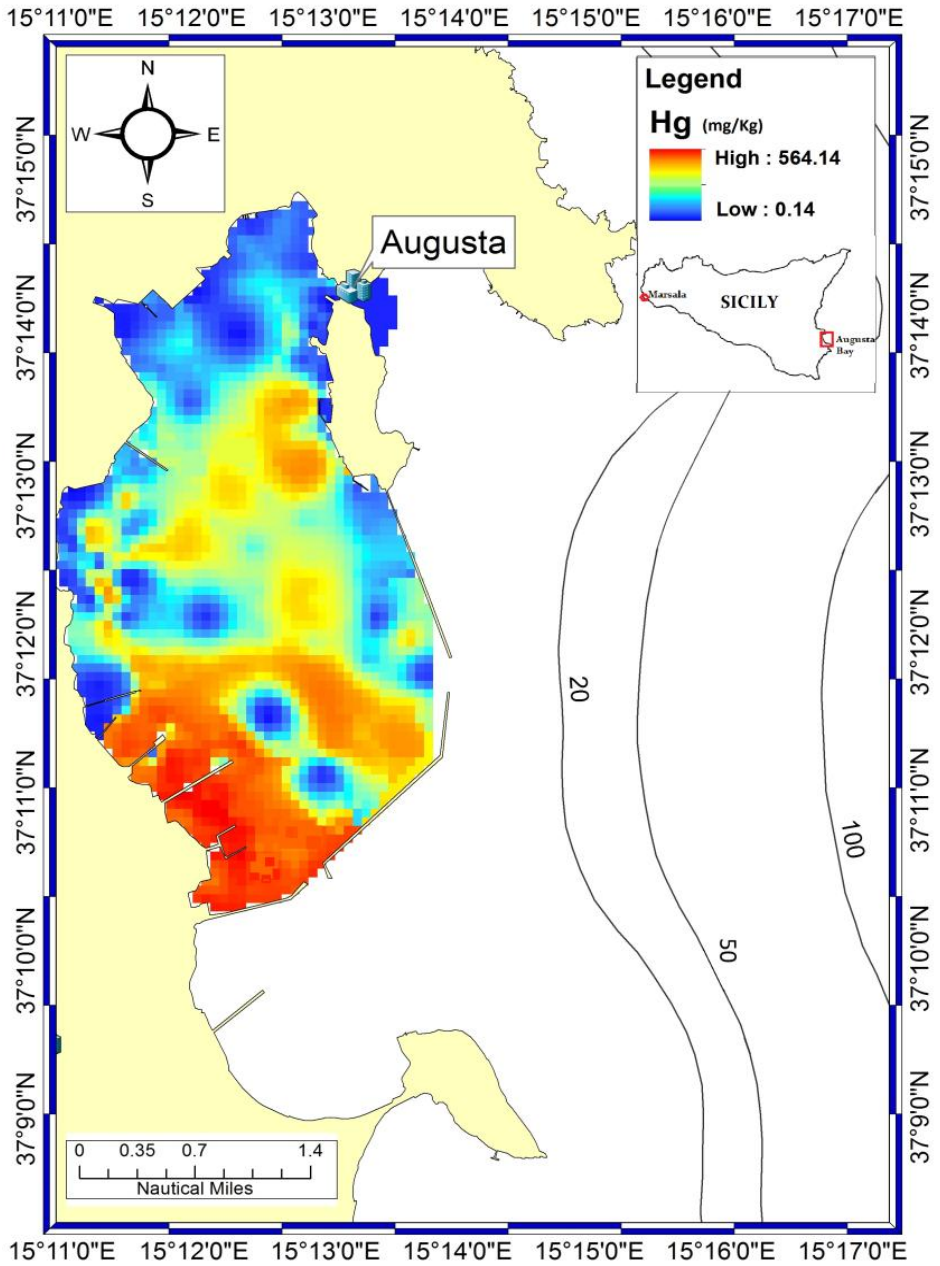 15°11'0"E 15°12'0"E 15°13'0"E 15°14'0"E 15°15'0"E 15°16'0"E 15°17'0"E
N
W E
S
Legend
Hg (mg/Kg)
High : 564.14
Low : 0.14
Augusta
Marsala
SICILY
Augusta
Bay
37°15'0"N
37°14'0"N
37°13'0"N
37°12'0"N
37°11'0"N
37°10'0"N
37°9'0"N
20
50
100
37°15'0"N
37°14'0"N
37°13'0"N
37°12'0"N
37°11'0"N
37°10'0"N
37°9'0"N
0 0.35 0.7 1.4
Nautical Miles
15°11'0"E 15°12'0"E 15°13'0"E 15°14'0"E 15°15'0"E 15°16'0"E 15°17'0"E